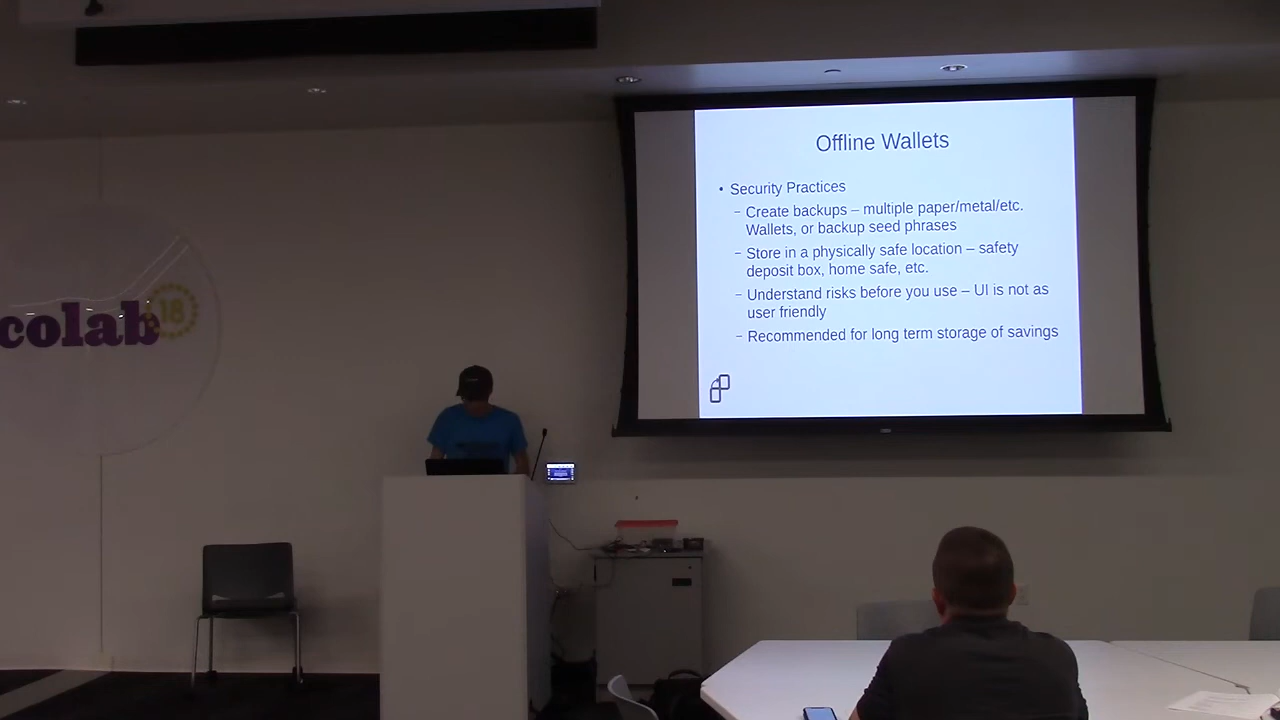 Offline Wallets
• Security Practices
– Create backups – multiple paper/metal/etc.
Wallets, or backup seed phrases
– Store in a physically safe location – safety
deposit box, home safe, etc.
– Understand risks before you use – UI is not as
user friendly
– Recommended for long term storage of savings
colab
18